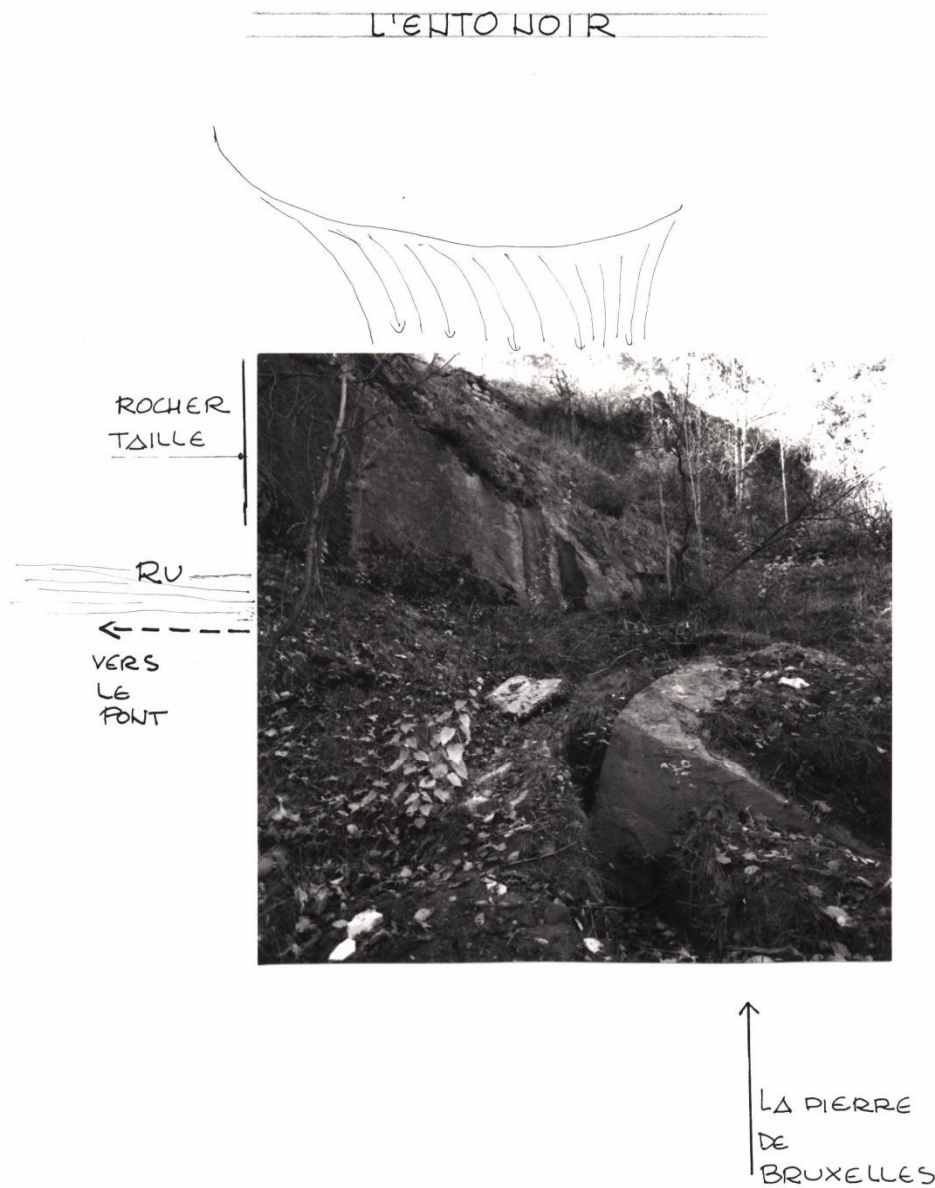 L'ENTONOIR
ROCHER
TAILLE
RU
VERS
LE
PONT
LA PIERRE
DE
BRUXELLES